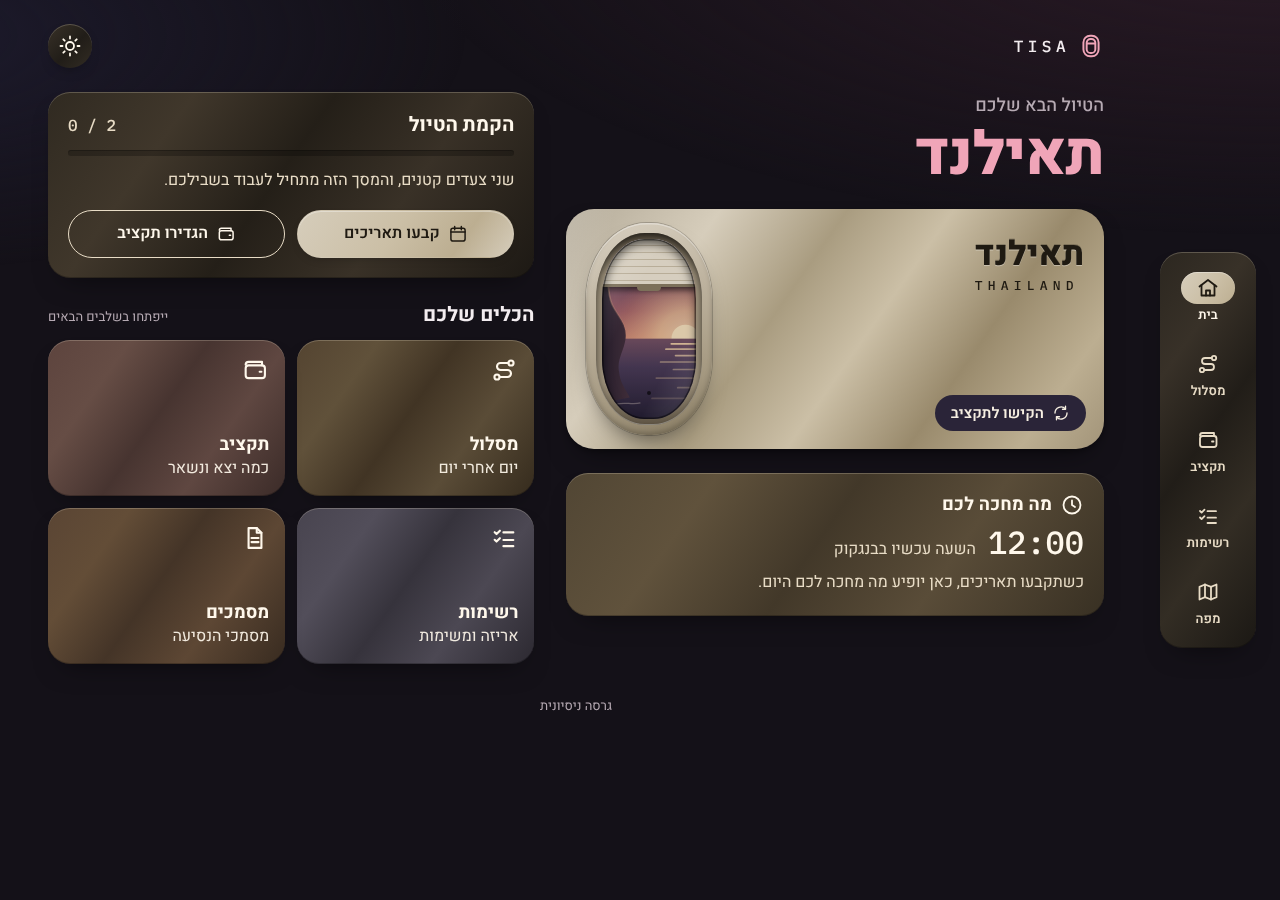 TISA
הטיול הבא שלכם
תאילנד
תאילנד
THAILAND
הקישו לתקציב
מה מחכה לכם
12:00 השעה עכשיו בבנגקוק
כשתקבעו תאריכים, כאן יופיע מה מחכה לכם היום.
הקמת הטיול
0 / 2
שני צעדים קטנים, והמסך הזה מתחיל לעבוד בשבילכם.
קבעו תאריכים
הגדירו תקציב
הכלים שלכם
ייפתחו בשלבים הבאים
מסלול
יום אחרי יום
תקציב
כמה יצא ונשאר
רשימות
אריזה ומשימות
מסמכים
מסמכי הנסיעה
בית
מסלול
תקציב
רשימות
מפה
גרסה ניסיונית